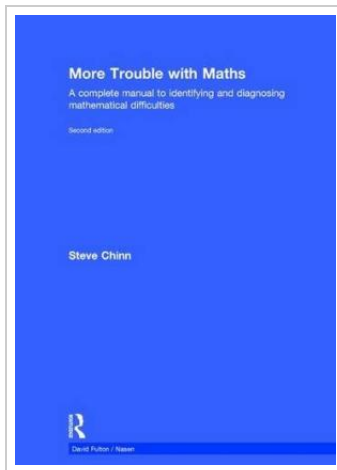 More Trouble with Maths
A complete manual to identifying and diagnosing
mathematical difficulties
Second edition
Steve Chinn
David Fulton / Nasen